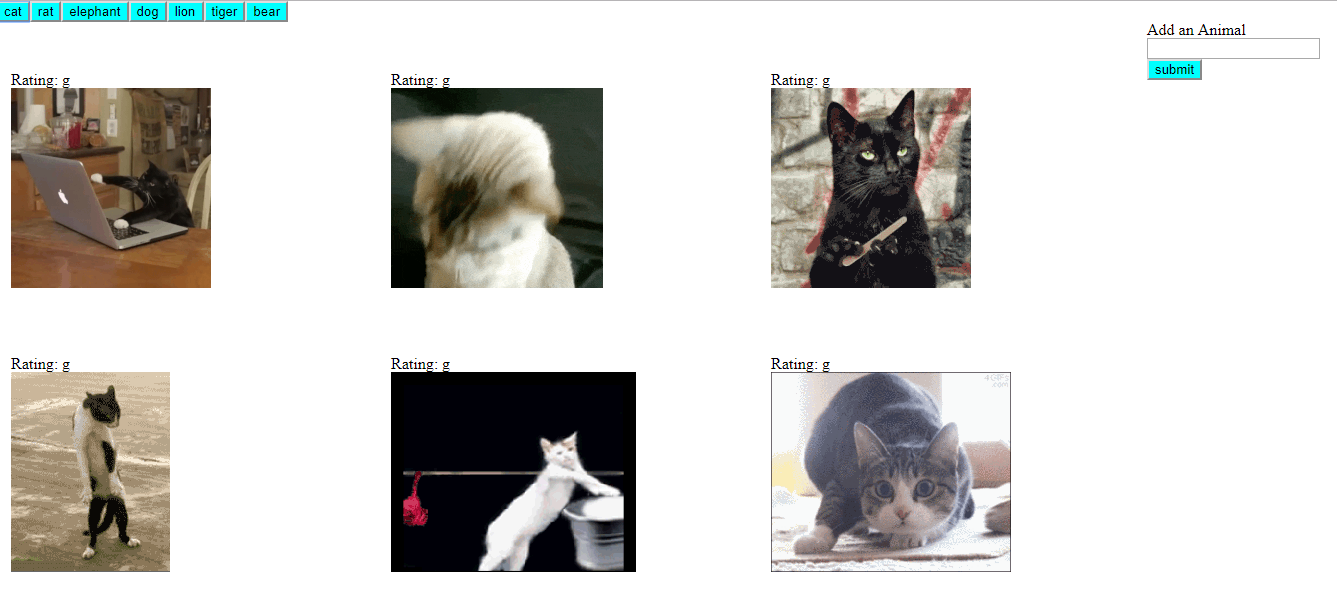 cat rat elephant dog lion tiger bear
Add an Animal
submit
Rating: g Rating: g Rating: g
Rating: g Rating: g Rating: g
4GIFs
.com